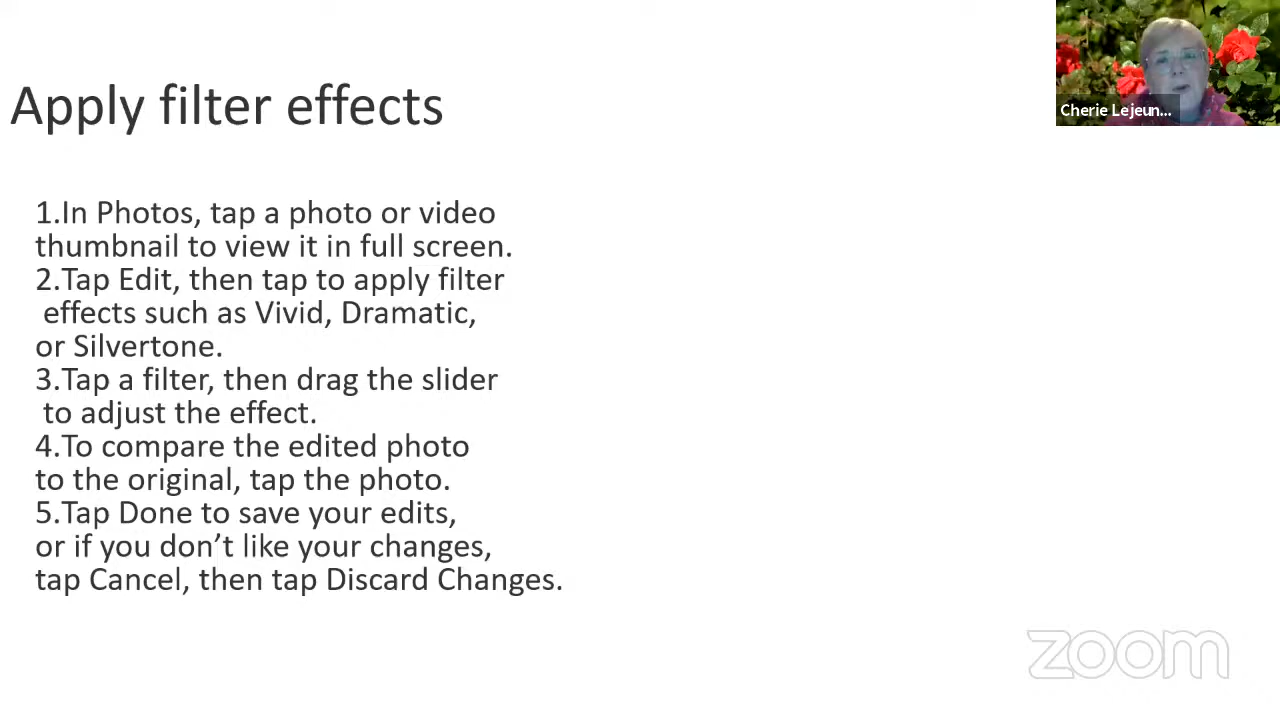 Apply filter effects
Cherie Lejeun...
1.In Photos, tap a photo or video
thumbnail to view it in full screen.
2.Tap Edit, then tap to apply filter
effects such as Vivid, Dramatic,
or Silvertone.
3.Tap a filter, then drag the slider
to adjust the effect.
4.To compare the edited photo
to the original, tap the photo.
5.Tap Done to save your edits,
or if you don’t like your changes,
tap Cancel, then tap Discard Changes.
zoom